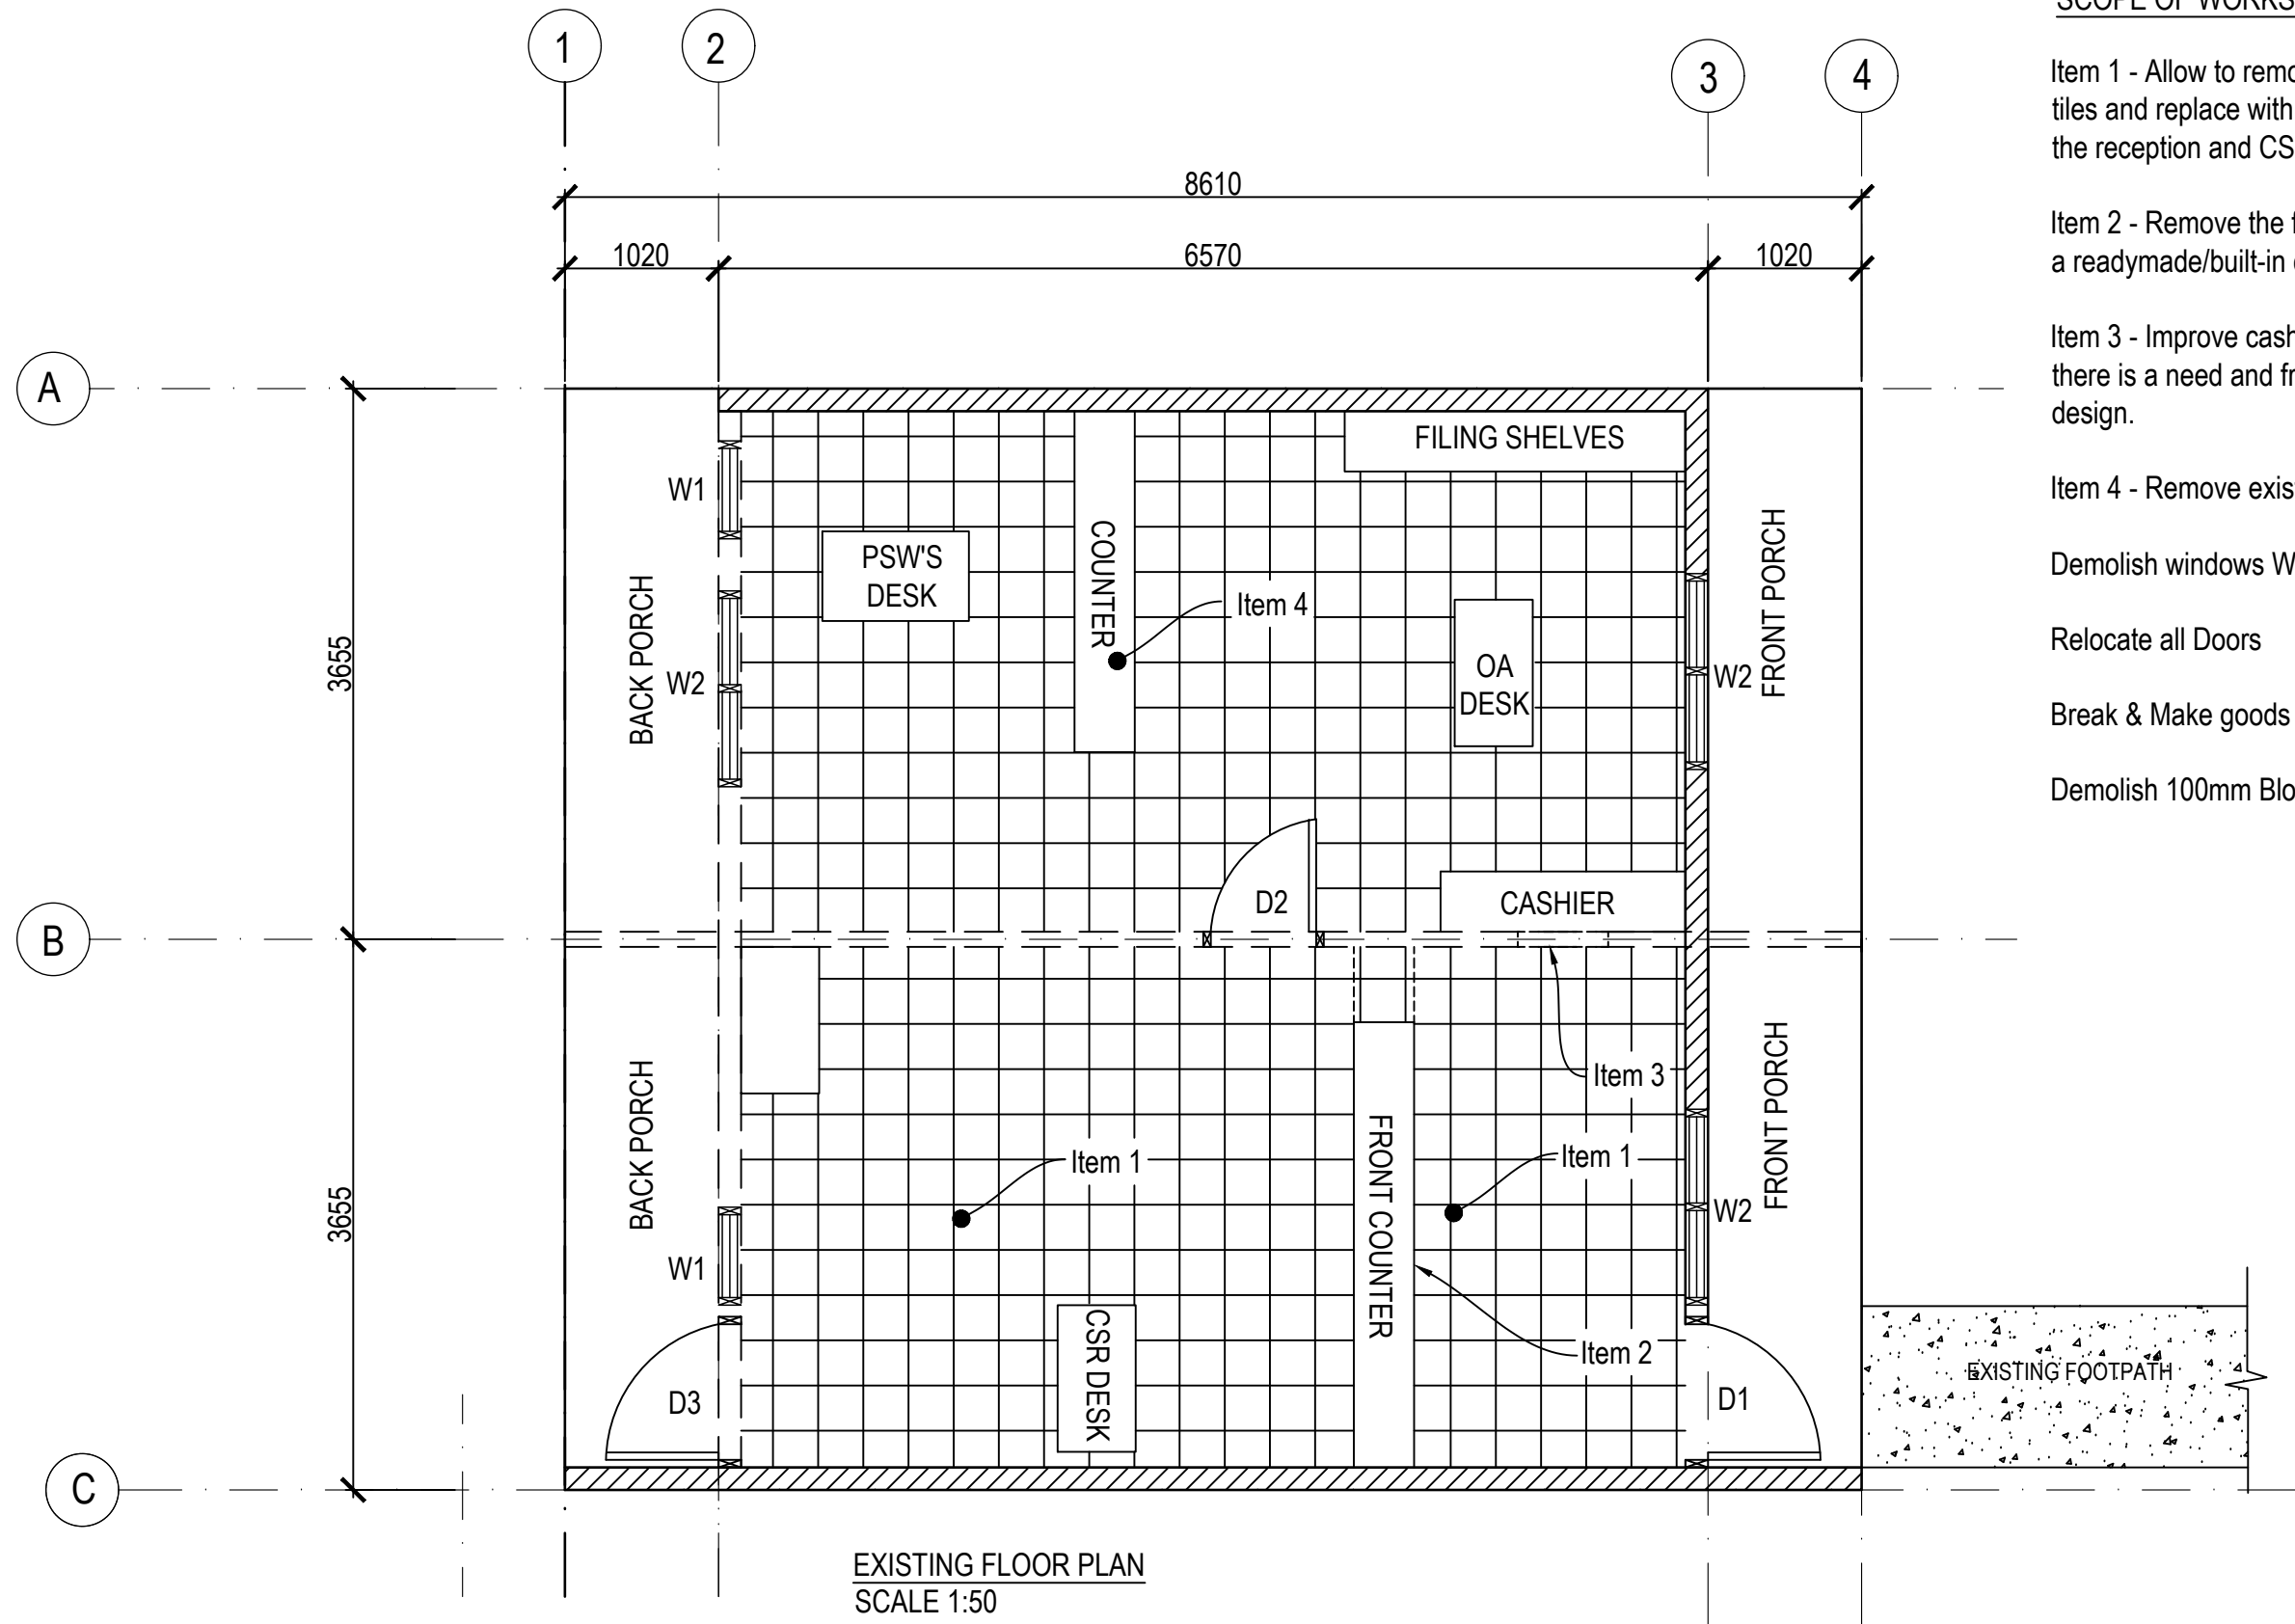 SCOPE OF WORKS
1
2
3
4
Item 1 - Allow to remo
tiles and replace with
the reception and CS
8610
Item 2 - Remove the f
a readymade/built-in
1020
6570
1020
Item 3 - Improve cash
there is a need and fr
design.
A
FILING SHELVES
W1
Item 4 - Remove exis
COUNTER
FRONT PORCH
PSW'S
DESK
Demolish windows W
BACK PORCH
Item 4
3655
Relocate all Doors
OA
DESK
W2
W2
Break & Make goods
Demolish 100mm Blo
D2
CASHIER
B
Item 3
BACK PORCH
FRONT PORCH
Item 1
Item 1
FRONT COUNTER
3655
W2
W1
Item 2
CSR DESK
EXISTING FOOTPATH
D3
D1
C
EXISTING FLOOR PLAN
SCALE 1:50